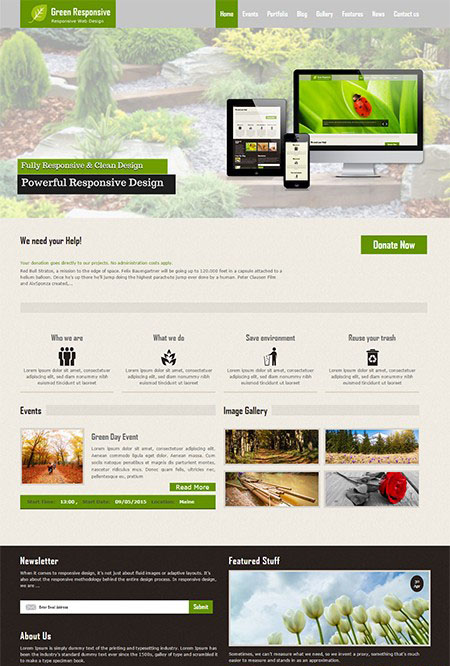 Green Responsive
Responsive Web Design
Home Events Portfolio Blog Gallery Features News Contact us
Fully Responsive & Clean Design
Powerful Responsive Design
We need your Help!
Donate Now
Your donation goes directly to our projects. No administration costs apply.
Red Bull Stratos, a mission to the edge of space. Felix Baumgartner will be going up to 120.000 feet in a capsule attached to a
helium balloon. Once he's up there he'll jump doing the highest parachute jump ever done by a human. Peter Clausen Film
and AixSponza created,...
Who we are
What we do
Save environment
Reuse your trash
Lorem ipsum dolor sit amet, consectetuer
adipiscing elit, sed diam nonummy nibh
euismod tincidunt ut laoreet
Lorem ipsum dolor sit amet, consectetuer
adipiscing elit, sed diam nonummy nibh
euismod tincidunt ut laoreet
Lorem ipsum dolor sit amet, consectetuer
adipiscing elit, sed diam nonummy nibh
euismod tincidunt ut laoreet
Lorem ipsum dolor sit amet, consectetuer
adipiscing elit, sed diam nonummy nibh
euismod tincidunt ut laoreet
Events
Green Day Event
Lorem ipsum dolor sit amet, consectetur
adipiscing elit. Aenean commodo ligula eget dolor. Aenean massa.
Cum sociis natoque penatibus et magnis dis
parturient montes, nascetur ridiculus mus.
pellentesque eu, pretium
Read More
Start Time: 12:00 , Start Date: 09/05/2015 Location: Maine
Image Gallery
Newsletter
When it comes to responsive design, it's not just about fluid images or adaptive layouts. It's
also about the responsive methodology behind the entire design process. In responsive design,
we are ...
Enter Email Address
Submit
About Us
Lorem Ipsum is simply dummy text of the printing and typesetting industry. Lorem Ipsum has
been industry's standard dummy text ever since the 1500s, galley of type and scrambled it
to make a type specimen book.
Featured Stuff
30
Apr
Sometimes, we can't measure what we need, so we invent a proxy, something that's much
easier to measure and stands in as an approximation.